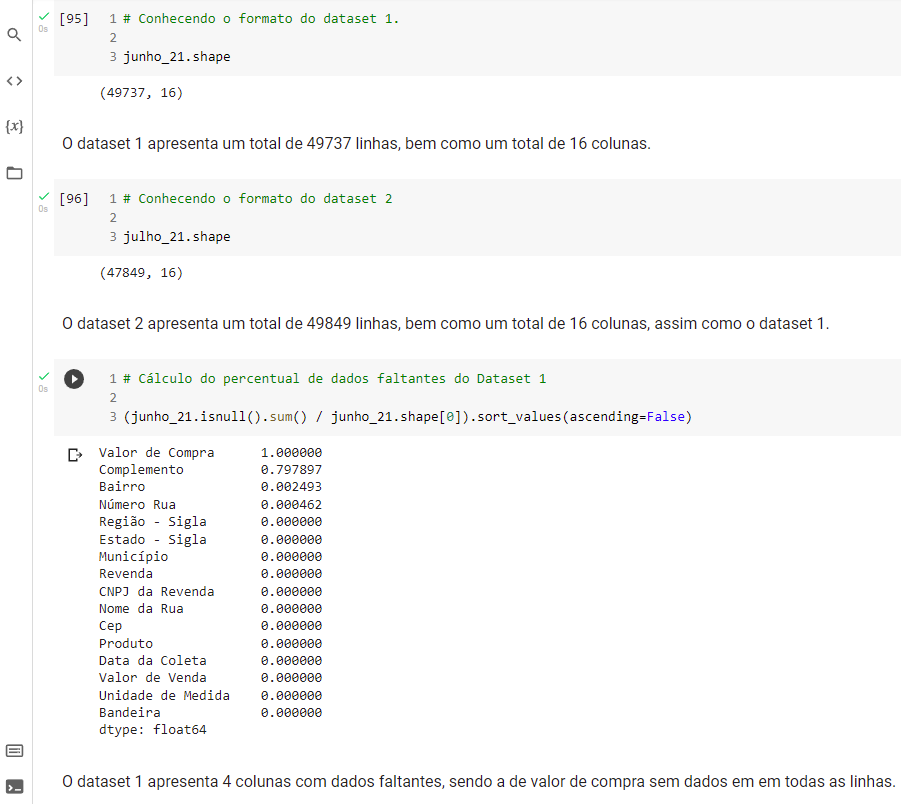 [95] 1 # Conhecendo o formato do dataset 1.
0s 2
3 junho_21.shape
(49737, 16)
O dataset 1 apresenta um total de 49737 linhas, bem como um total de 16 colunas.
[96] 1 # Conhecendo o formato do dataset 2
0s 2
3 julho_21.shape
(47849, 16)
O dataset 2 apresenta um total de 49849 linhas, bem como um total de 16 colunas, assim como o dataset 1.
1 # Cálculo do percentual de dados faltantes do Dataset 1
0s 2
3 (junho_21.isnull().sum() / junho_21.shape[0]).sort_values(ascending=False)
Valor de Compra 1.000000
Complemento 0.797897
Bairro 0.002493
Número Rua 0.000462
Região - Sigla 0.000000
Estado - Sigla 0.000000
Município 0.000000
Revenda 0.000000
CNPJ da Revenda 0.000000
Nome da Rua 0.000000
Cep 0.000000
Produto 0.000000
Data da Coleta 0.000000
Valor de Venda 0.000000
Unidade de Medida 0.000000
Bandeira 0.000000
dtype: float64
O dataset 1 apresenta 4 colunas com dados faltantes, sendo a de valor de compra sem dados em em todas as linhas.